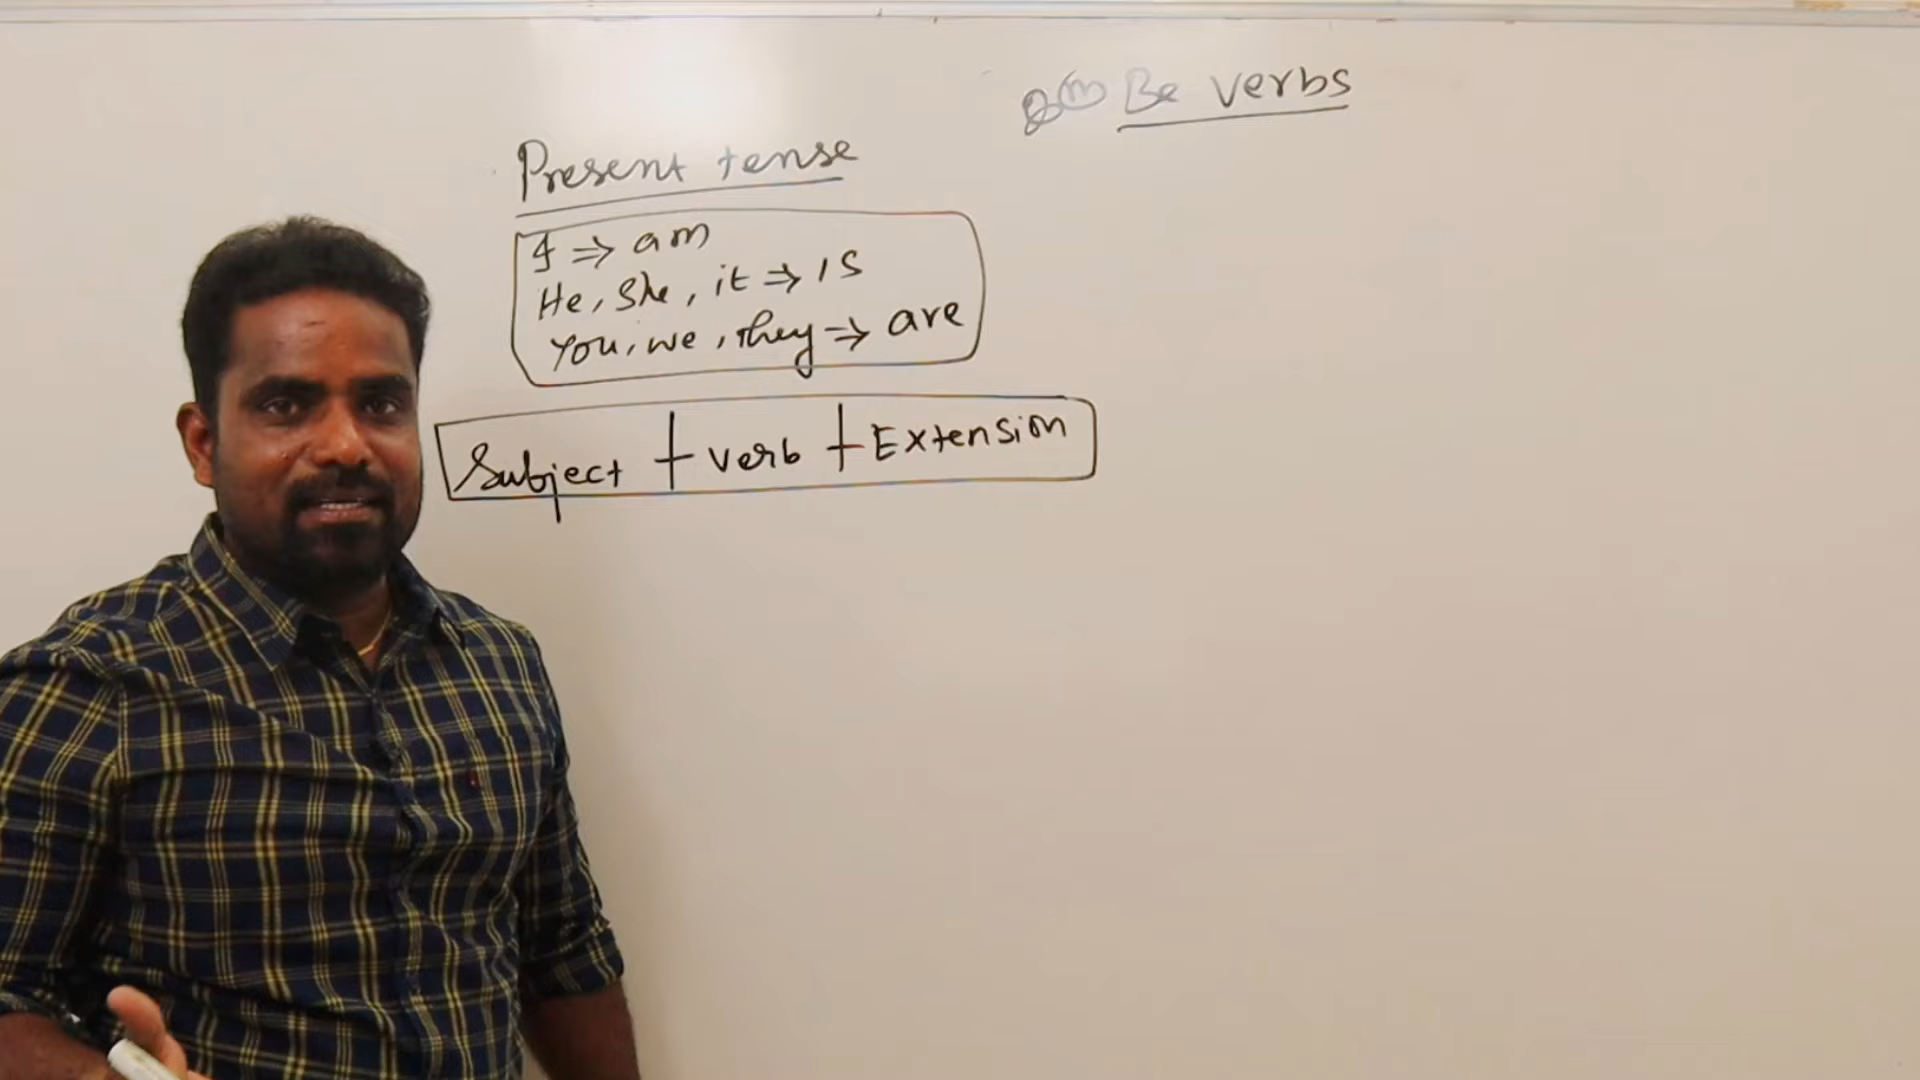 Be verbs
Present tense
I ⇒ am
He, She, it ⇒ is
You, we, they ⇒ are
Subject + verb + Extension